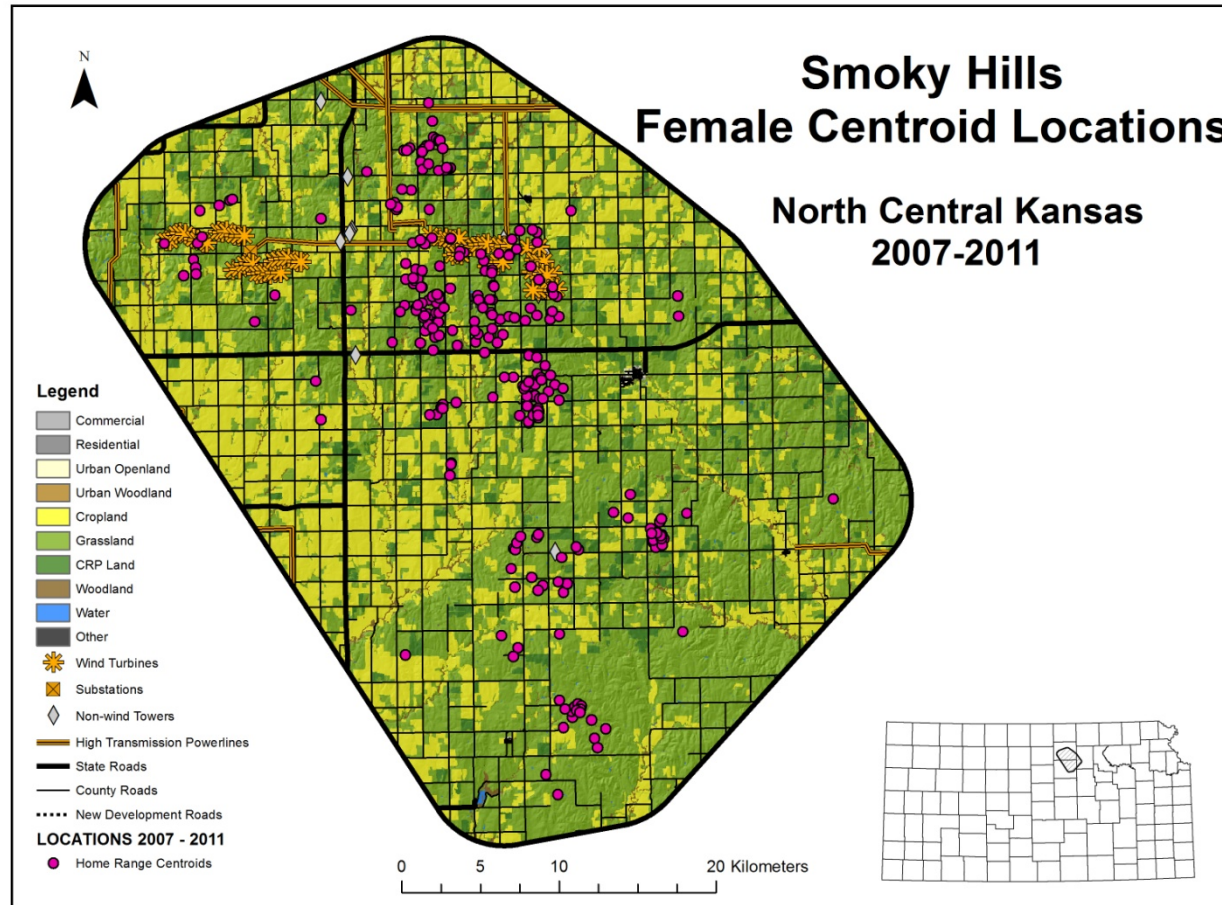 Smoky Hills
Female Centroid Locations
North Central Kansas
2007-2011
N
Legend
Commercial
Residential
Urban Openland
Urban Woodland
Cropland
Grassland
CRP Land
Woodland
Water
Other
Wind Turbines
Substations
Non-wind Towers
High Transmission Powerlines
State Roads
County Roads
New Development Roads
LOCATIONS 2007 - 2011
Home Range Centroids
0 5 10 20 Kilometers